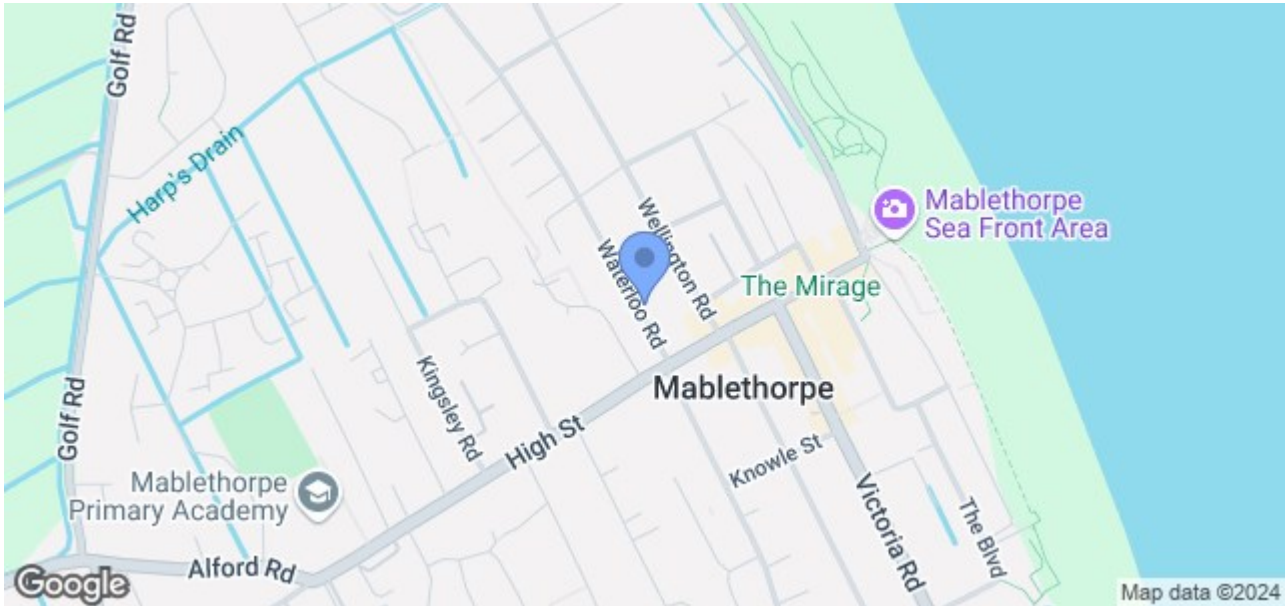 Golf Rd
Harp's Drain
Wellington Rd
Waterloo Rd
Mablethorpe
Sea Front Area
The Mirage
Mablethorpe
Kingsley Rd
Golf Rd
High St
Knowle St
Mablethorpe
Primary Academy
Victoria Rd
The Blvd
Alford Rd
Google
Map data ©2024